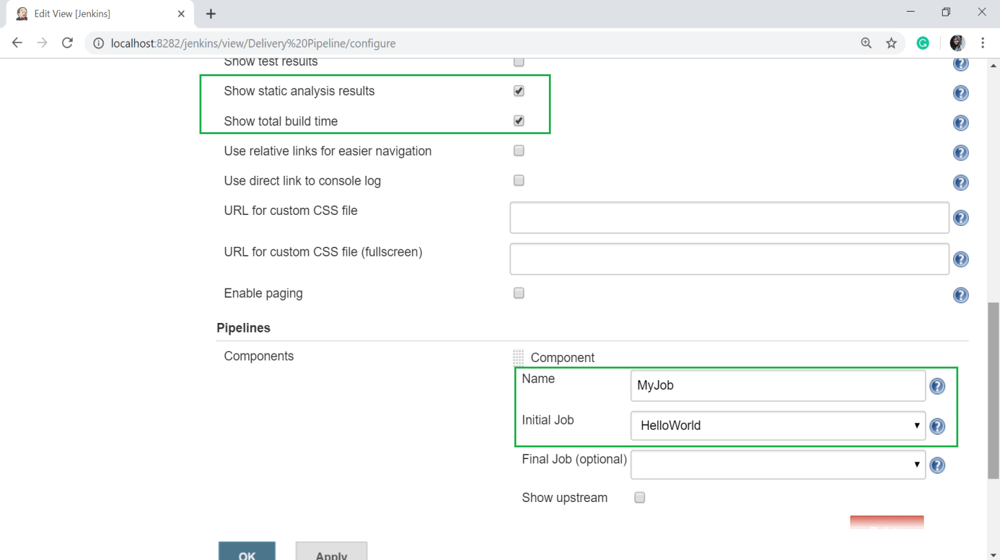 Edit View [Jenkins]
localhost:8282/jenkins/view/Delivery%20Pipeline/configure
Show test results
Show static analysis results
Show total build time
Use relative links for easier navigation
Use direct link to console log
URL for custom CSS file
URL for custom CSS file (fullscreen)
Enable paging
Pipelines
Components
Component
Name
MyJob
Initial Job
HelloWorld
Final Job (optional)
Show upstream
OK
Apply